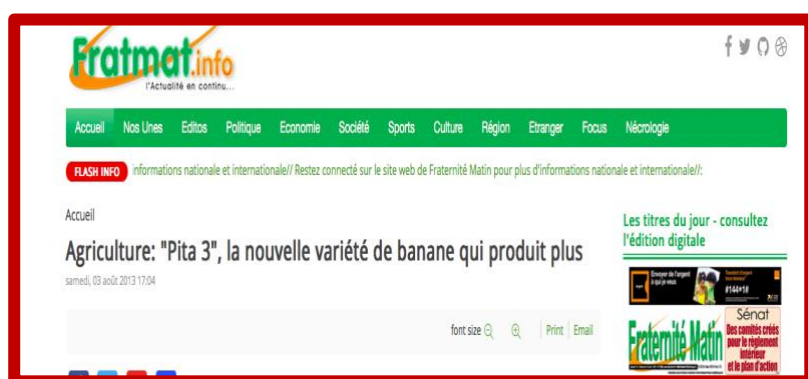 Fratmat.info
l'Actualité en continu...
Accueil Nos Unes Editos Politique Economie Société Sports Culture Région Etranger Focus Nécrologie
FLASH INFO informations nationale et internationale// Restez connecté sur le site web de Fraternité Matin pour plus d'informations nationale et internationale//:
Accueil
Agriculture: "Pita 3", la nouvelle variété de banane qui produit plus
samedi, 03 août 2013 17:04
font size Print Email
Les titres du jour - consultez
l'édition digitale
Envoyer de l'argent
à qui je veux
#144*1#
Fraternité Matin
Sénat
Des comités créés
pour le règlement
intérieur
et le plan d'action